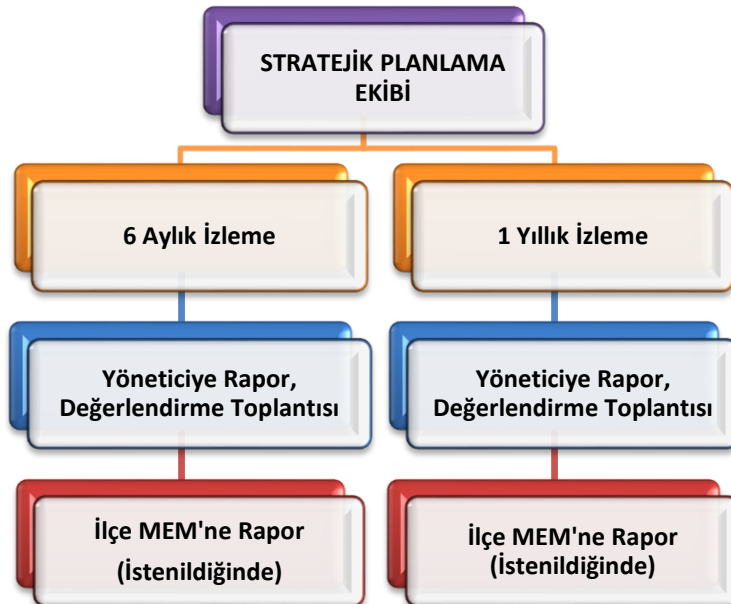 STRATEJİK PLANLAMA
EKİBİ
6 Aylık İzleme
1 Yıllık İzleme
Yöneticiye Rapor,
Değerlendirme Toplantısı
Yöneticiye Rapor,
Değerlendirme Toplantısı
İlçe MEM'ne Rapor
(İstenildiğinde)
İlçe MEM'ne Rapor
(İstenildiğinde)